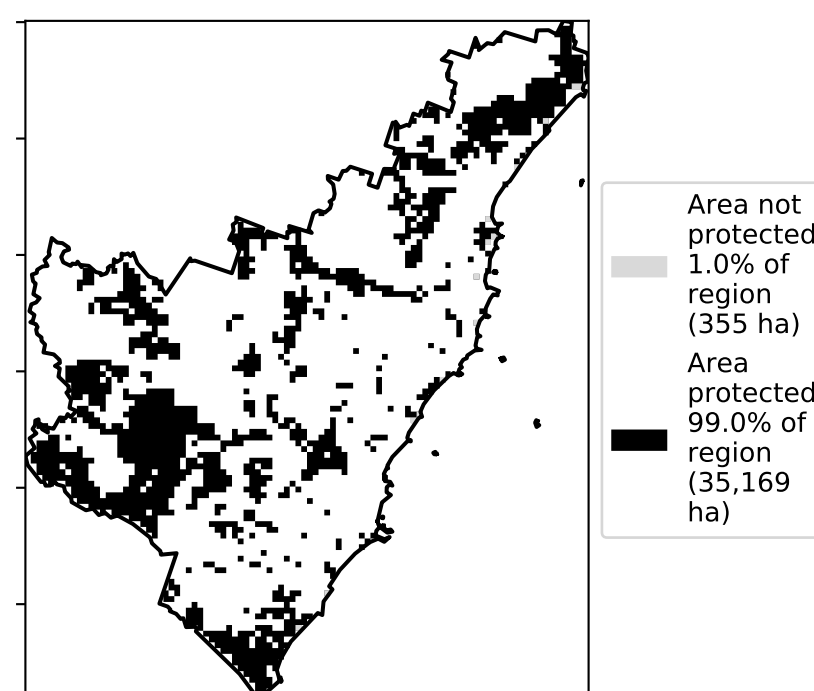 Area not
protected
1.0% of
region
(355 ha)
Area
protected
99.0% of
region
(35,169
ha)